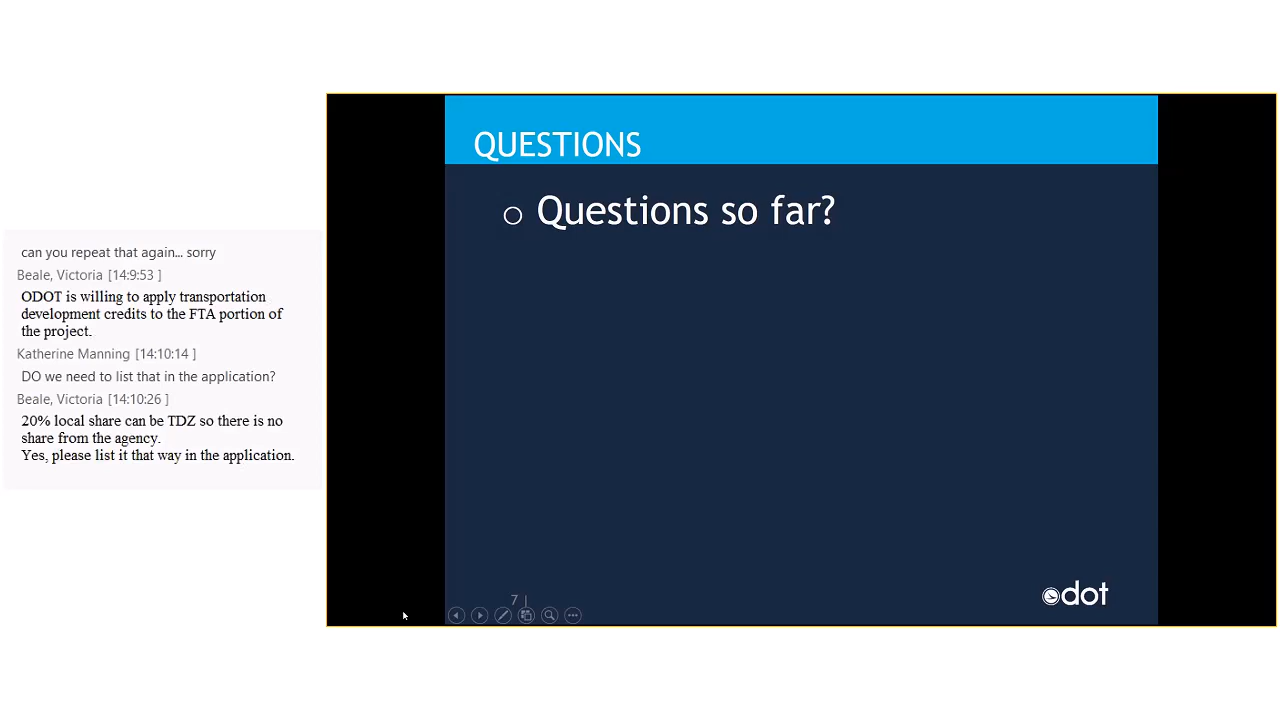 can you repeat that again... sorry
Beale, Victoria [14:9:53 ]
ODOT is willing to apply transportation
development credits to the FTA portion of
the project.
Katherine Manning [14:10:14 ]
DO we need to list that in the application?
Beale, Victoria [14:10:26 ]
20% local share can be TDZ so there is no
share from the agency.
Yes, please list it that way in the application.
QUESTIONS
Questions so far?
7 |
odot